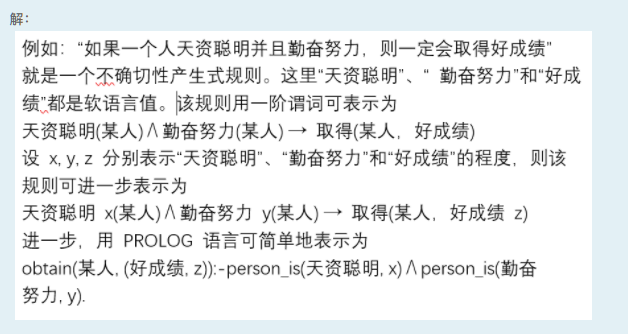 解：
例如：“如果一个人天资聪明并且勤奋努力，则一定会取得好成绩”
就是一个不确切性产生式规则。这里“天资聪明”、“ 勤奋努力”和“好成
绩”都是软语言值。该规则用一阶谓词可表示为
天资聪明(某人)∧勤奋努力(某人)→ 取得(某人，好成绩)
设 x, y, z 分别表示“天资聪明”、“勤奋努力”和“好成绩”的程度，则该
规则可进一步表示为
天资聪明 x(某人)∧勤奋努力 y(某人)→ 取得(某人，好成绩 z)
进一步，用 PROLOG 语言可简单地表示为
obtain(某人, (好成绩, z)):-person_is(天资聪明, x)∧person_is(勤奋
努力, y).